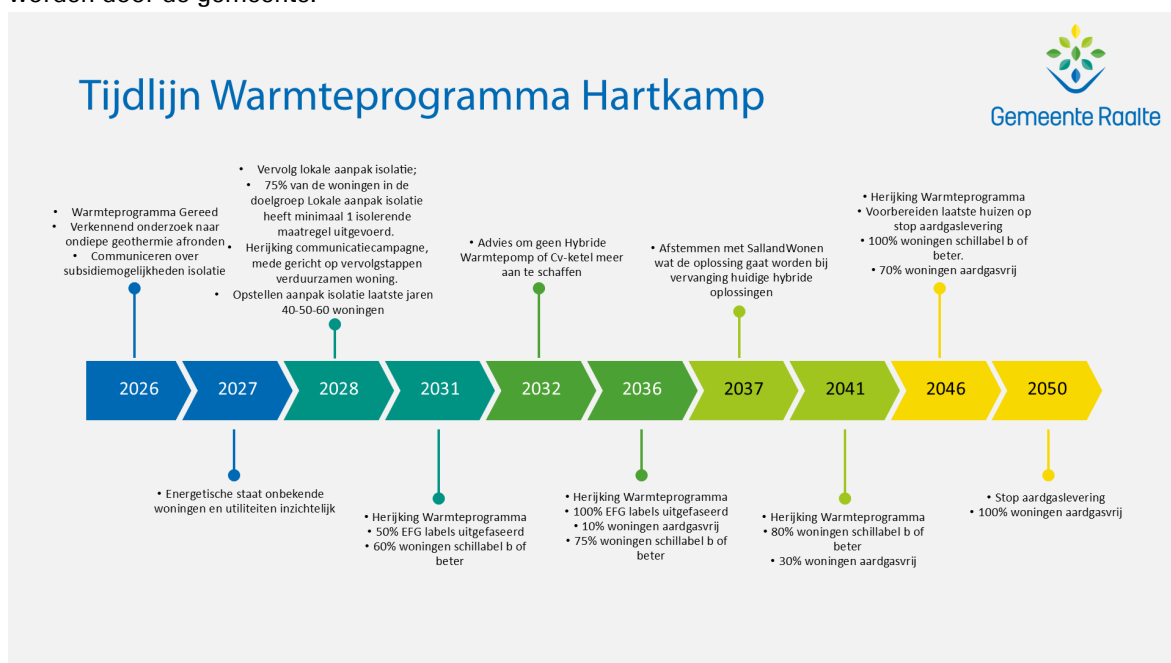 worden door de gemeente.
Tijdlijn Warmteprogramma Hartkamp
Gemeente Raalte
• Warmteprogramma Gereed
• Verkennend onderzoek naar
ondiepe geothermie afronden
• Communiceren over
subsidiemogelijkheden isolatie
• Vervolg lokale aanpak isolatie;
• 75% van de woningen in de
doelgroep Lokale aanpak isolatie
heeft minimaal 1 isolerende
maatregel uitgevoerd.
• Herijking communicatiecampagne,
mede gericht op vervolgstappen
verduurzamen woning.
• Opstellen aanpak isolatie laatste jaren
40-50-60 woningen
• Advies om geen Hybride
Warmtepomp of Cv-ketel meer
aan te schaffen
• Afstemmen met SallandWonen
wat de oplossing gaat worden bij
vervanging huidige hybride
oplossingen
• Herijking Warmteprogramma
• Voorbereiden laatste huizen op
stop aardgaslevering
• 100% woningen schillabel b of
beter.
• 70% woningen aardgasvrij
2026 2027 2028 2031 2032 2036 2037 2041 2046 2050
• Energetische staat onbekende
woningen en utiliteiten inzichtelijk
• Herijking Warmteprogramma
• 50% EFG labels uitgefaseerd
• 60% woningen schillabel b of
beter
• Herijking Warmteprogramma
• 100% EFG labels uitgefaseerd
• 10% woningen aardgasvrij
• 75% woningen schillabel b of
beter
• Herijking Warmteprogramma
• 80% woningen schillabel b of
beter
• 30% woningen aardgasvrij
• Stop aardgaslevering
• 100% woningen aardgasvrij